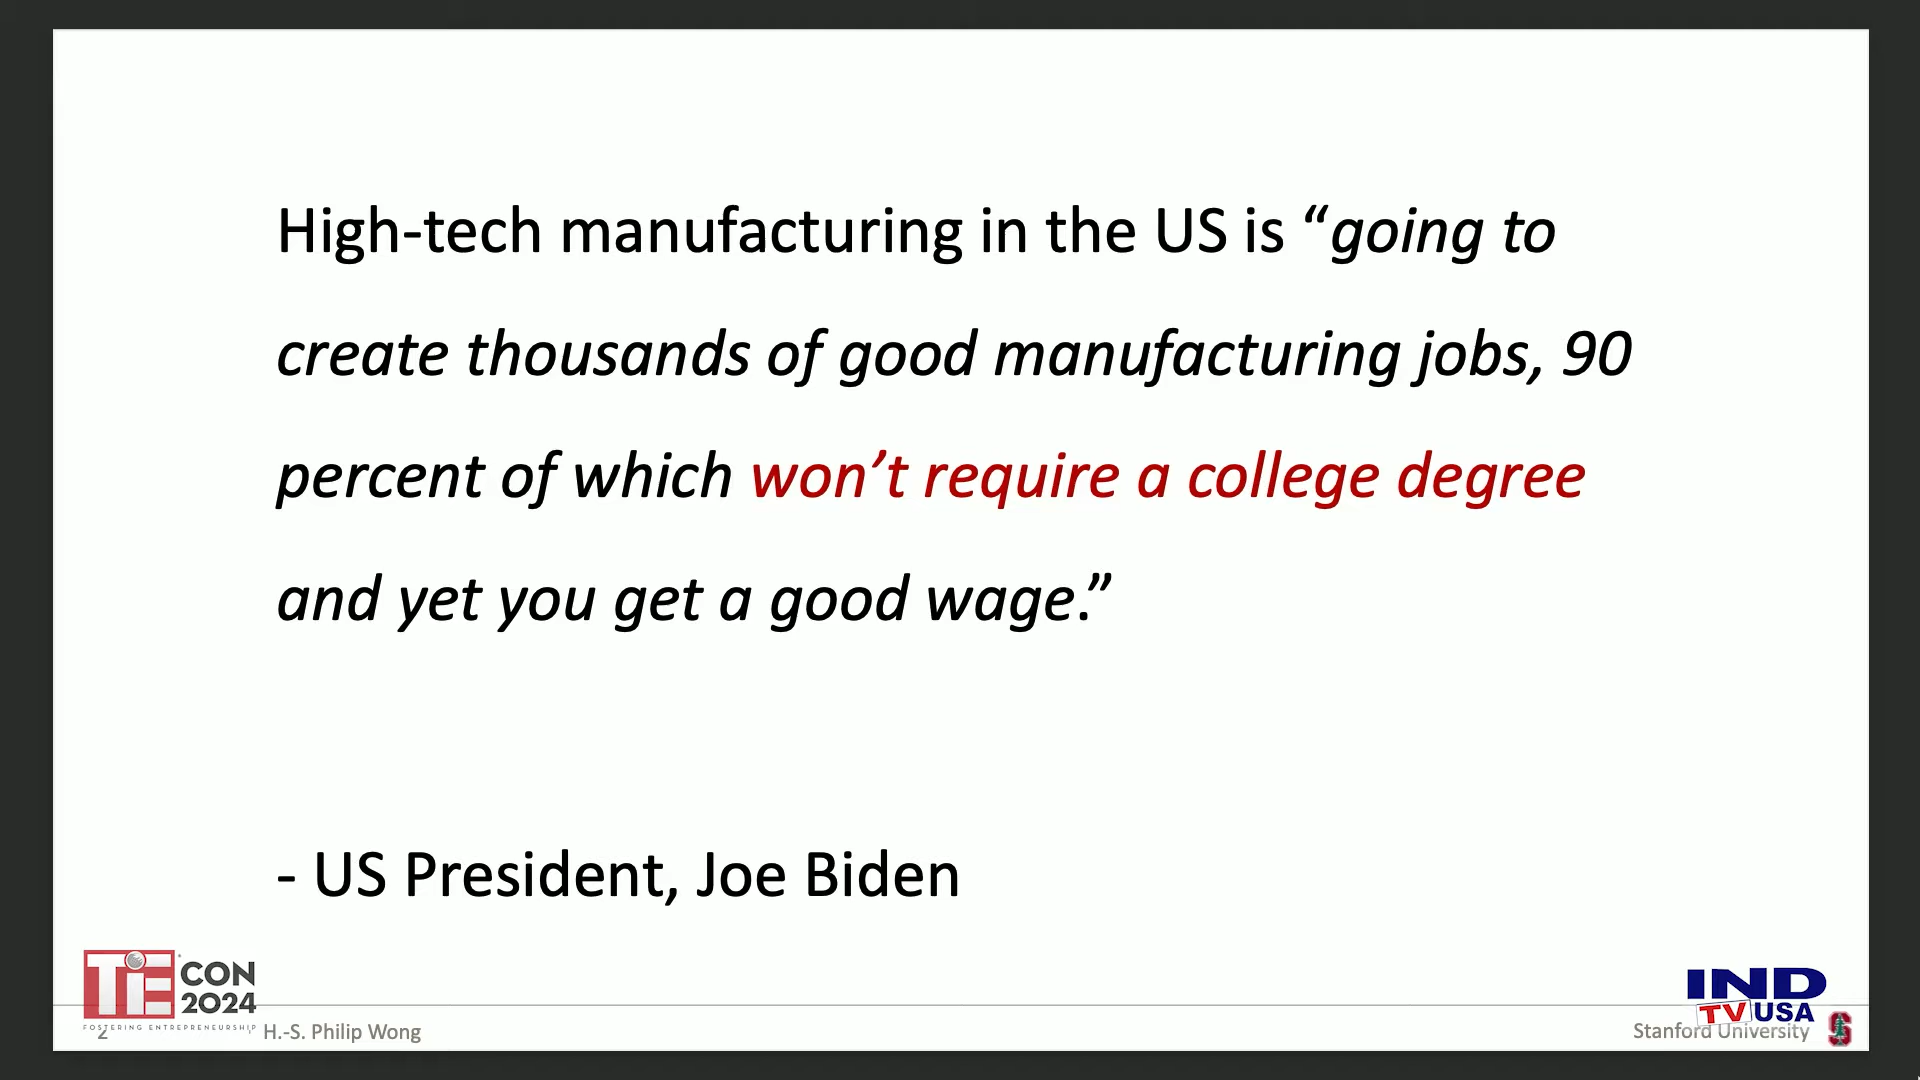 High-tech manufacturing in the US is “going to
create thousands of good manufacturing jobs, 90
percent of which won’t require a college degree
and yet you get a good wage.”
- US President, Joe Biden
TiE CON
2024
FOSTERING ENTREPRENEURSHIP
2
H.-S. Philip Wong
IND
TV USA
Stanford University
S